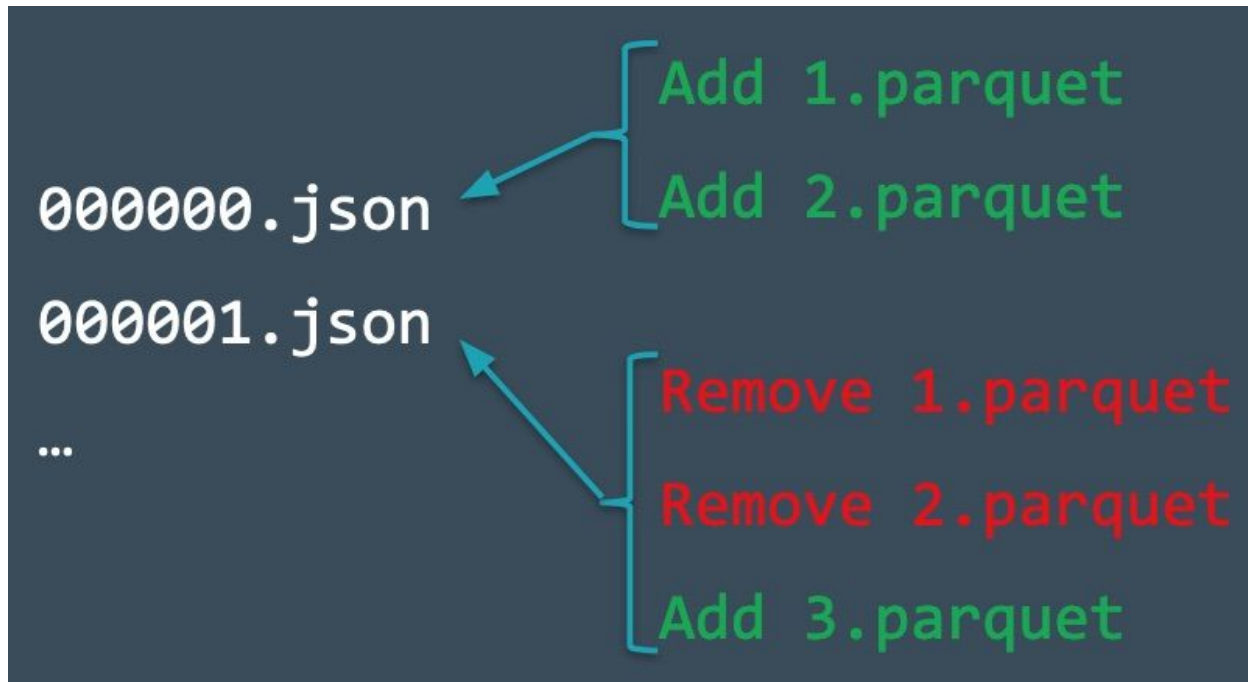 Add 1.parquet
Add 2.parquet
000000.json
000001.json
…
Remove 1.parquet
Remove 2.parquet
Add 3.parquet